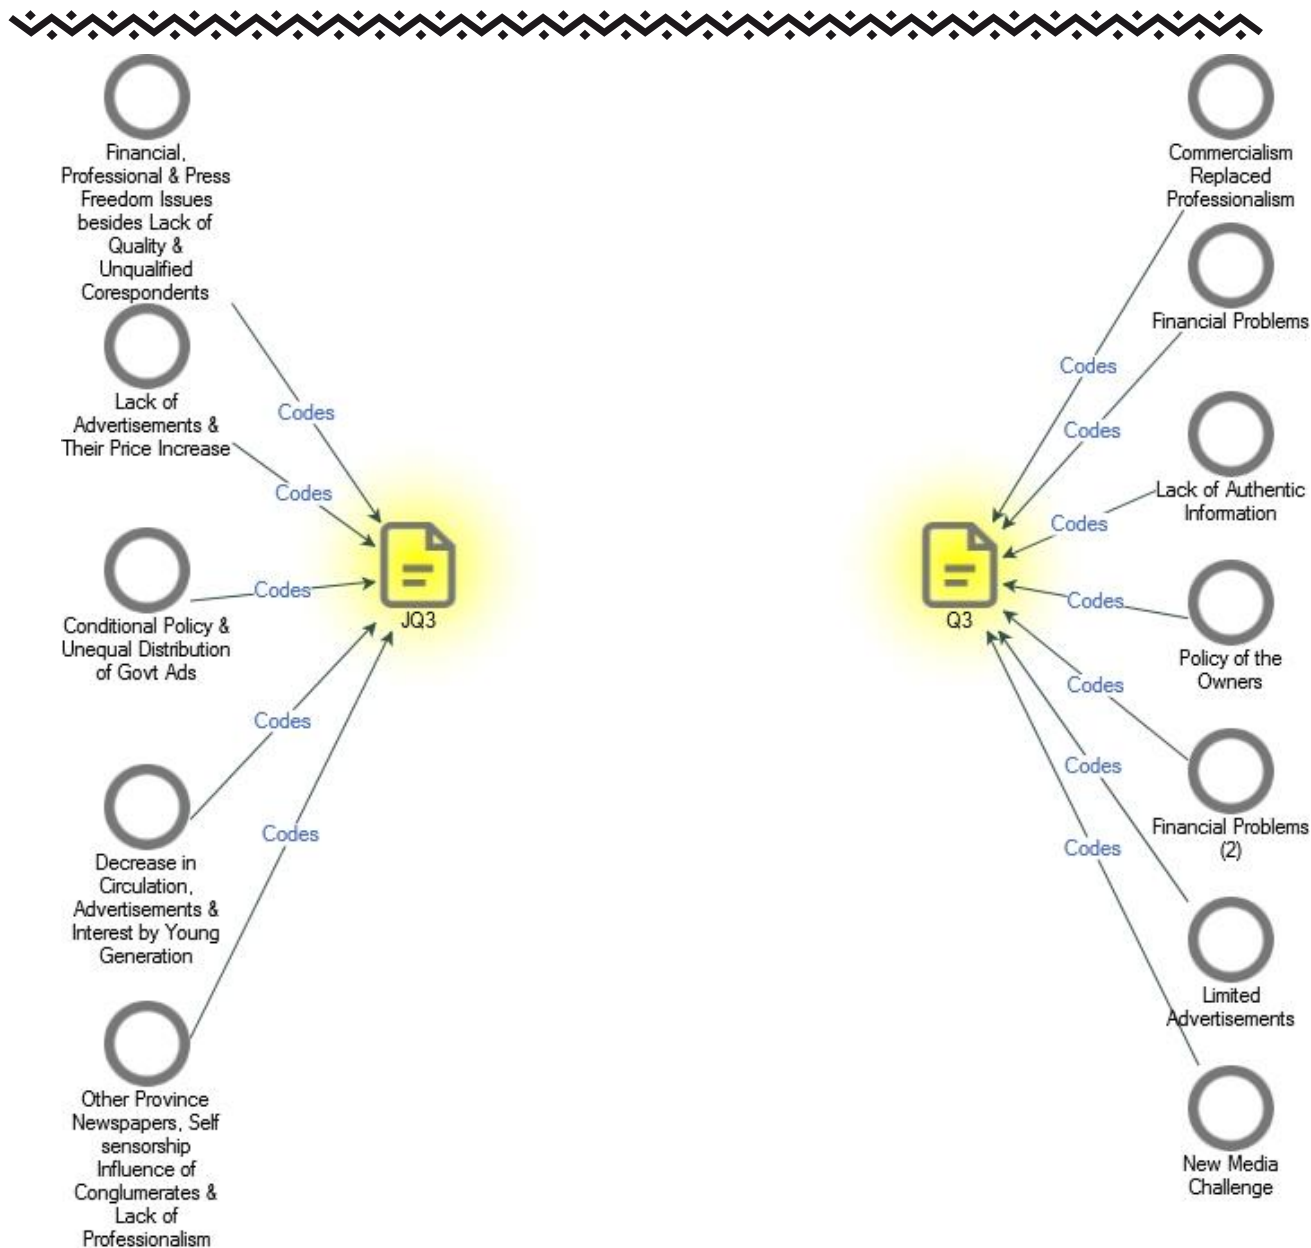 Financial,
Professional & Press
Freedom Issues
besides Lack of
Quality &
Unqualified
Corespondents
Lack of
Advertisements &
Their Price Increase
Conditional Policy &
Unequal Distribution
of Govt Ads
Decrease in
Circulation,
Advertisements &
Interest by Young
Generation
Other Province
Newspapers, Self
sensorship
Influence of
Conglumerates &
Lack of
Professionalism
Codes
Codes
Codes
Codes
Codes
JQ3
Q3
Codes
Codes
Codes
Codes
Codes
Codes
Codes
Commercialism
Replaced
Professionalism
Financial Problems
Lack of Authentic
Information
Policy of the
Owners
Financial Problems
(2)
Limited
Advertisements
New Media
Challenge